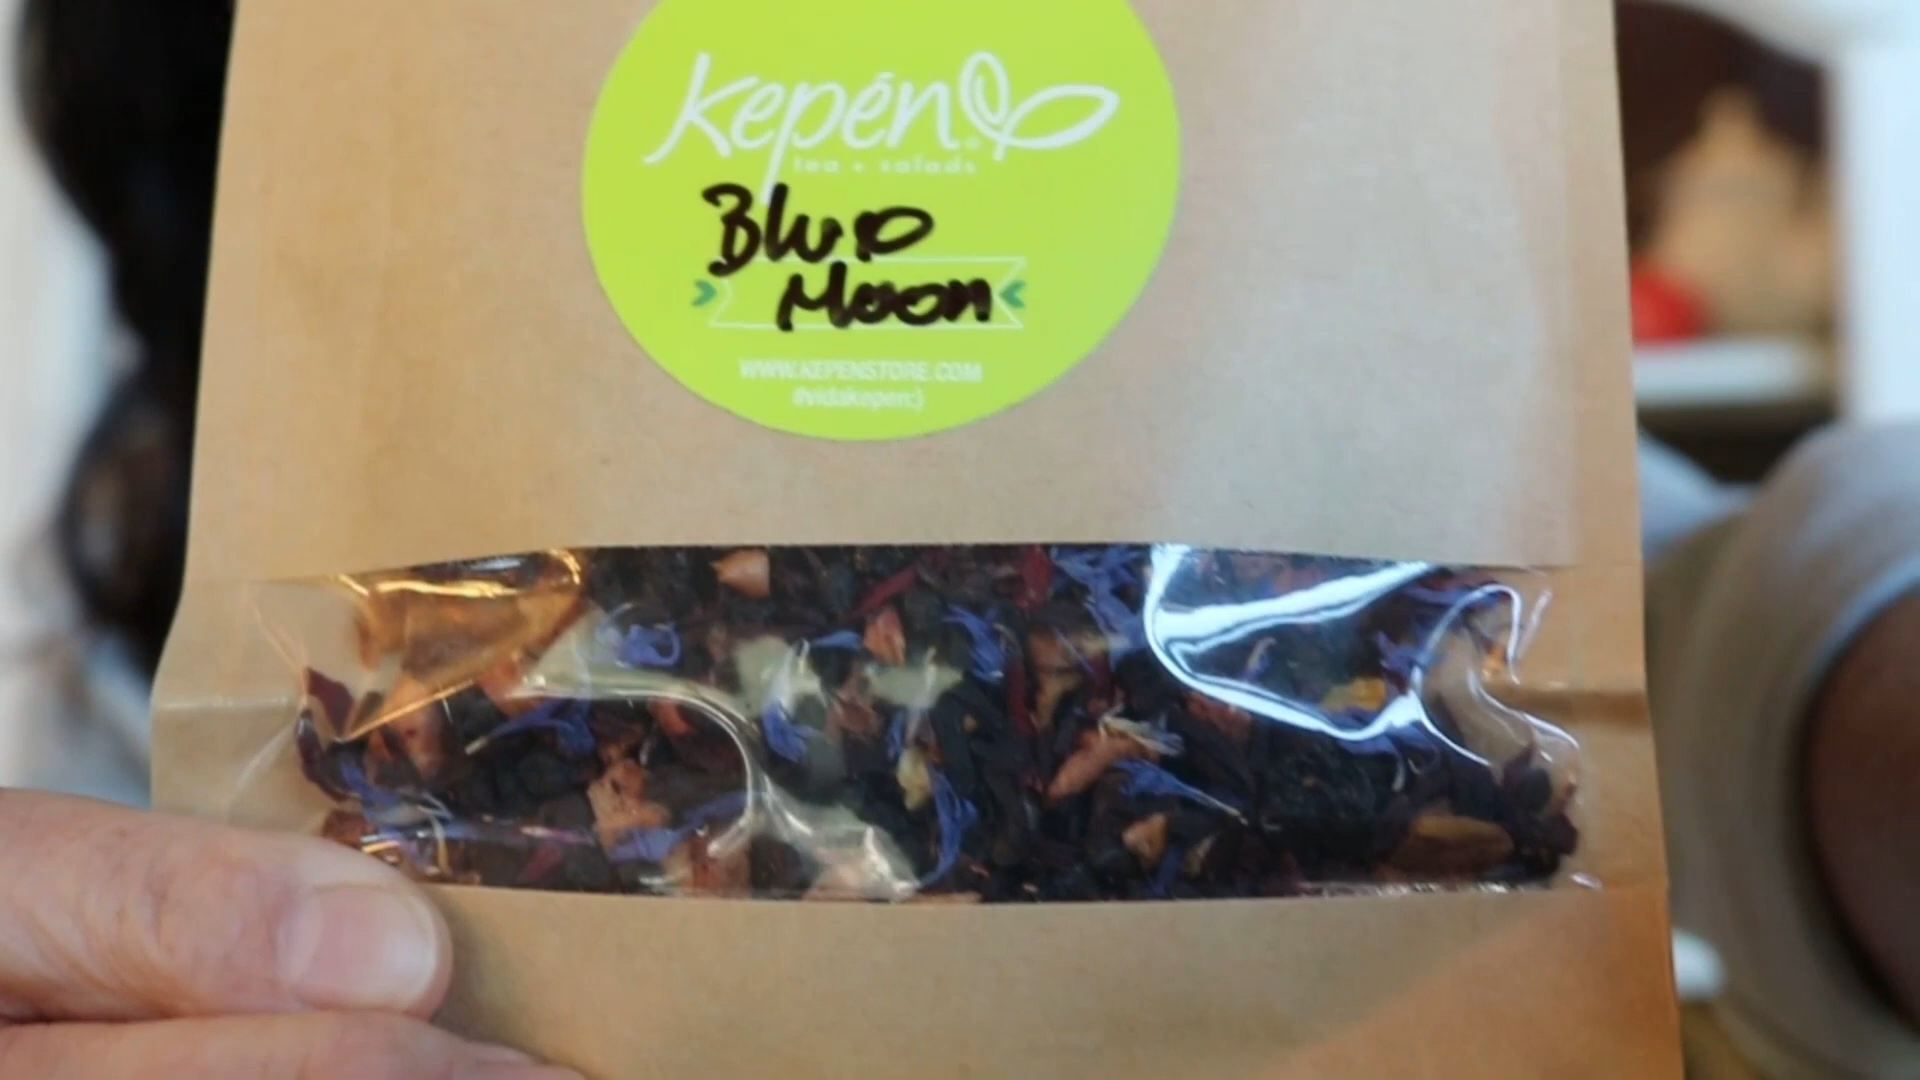 kepén
tea + salads
Blue
Moon
WWW.KEPENSTORE.COM
#vidakepen:)